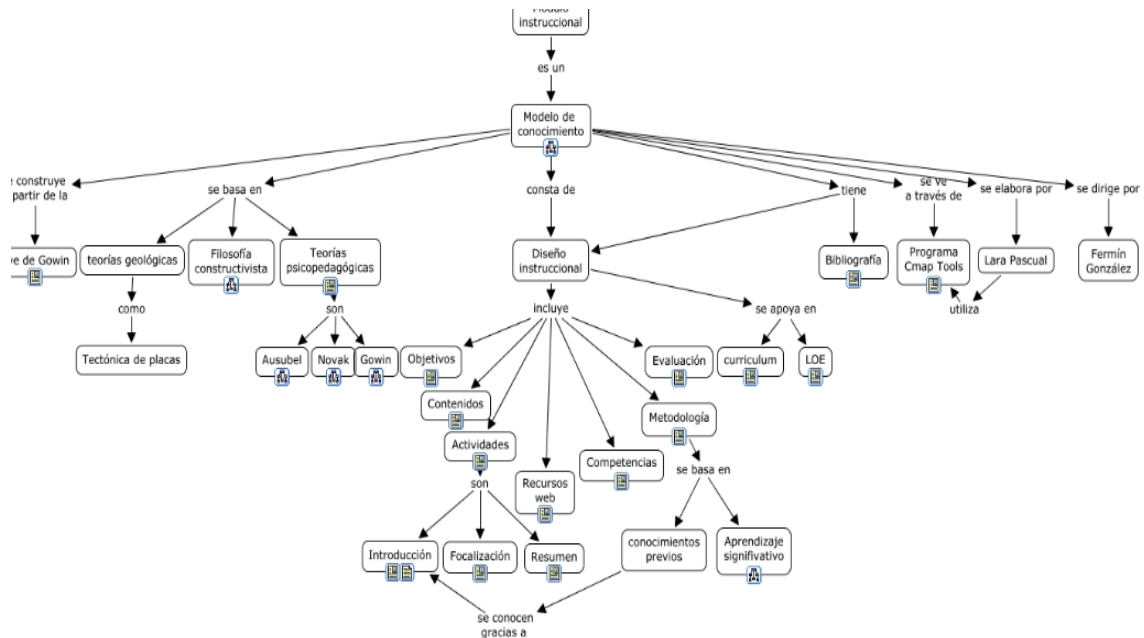 instruccional
es un
Modelo de
conocimiento
construye
partir de la
se basa en
consta de
tiene
se ve
a través de
se elabora por
se dirige por
de Gowin
teorías geológicas
Filosofía
constructivista
Teorías
psicopedagógicas
Diseño
instruccional
Bibliografía
Programa
Cmap Tools
Lara Pascual
Fermín
González
como
son
incluye
se apoya en
utiliza
Tectónica de placas
Ausubel
Novak
Gowin
Objetivos
Evaluación
curriculum
LOE
Contenidos
Metodología
Actividades
Competencias
se basa en
son
Recursos
web
Introducción
Focalización
Resumen
conocimientos
previos
Aprendizaje
signifivativo
se conocen
gracias a